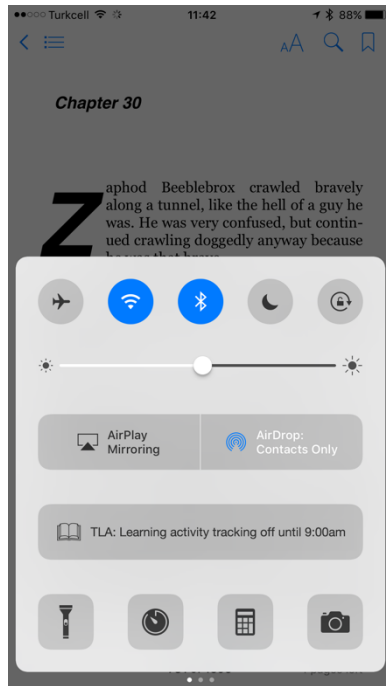 Turkcell
11:42
88%
AA
Chapter 30
Zaphod Beeblebrox crawled bravely
along a tunnel, like the hell of a guy he
was. He was very confused, but contin-
ued crawling doggedly anyway because
AirPlay
Mirroring
AirDrop:
Contacts Only
TLA: Learning activity tracking off until 9:00am